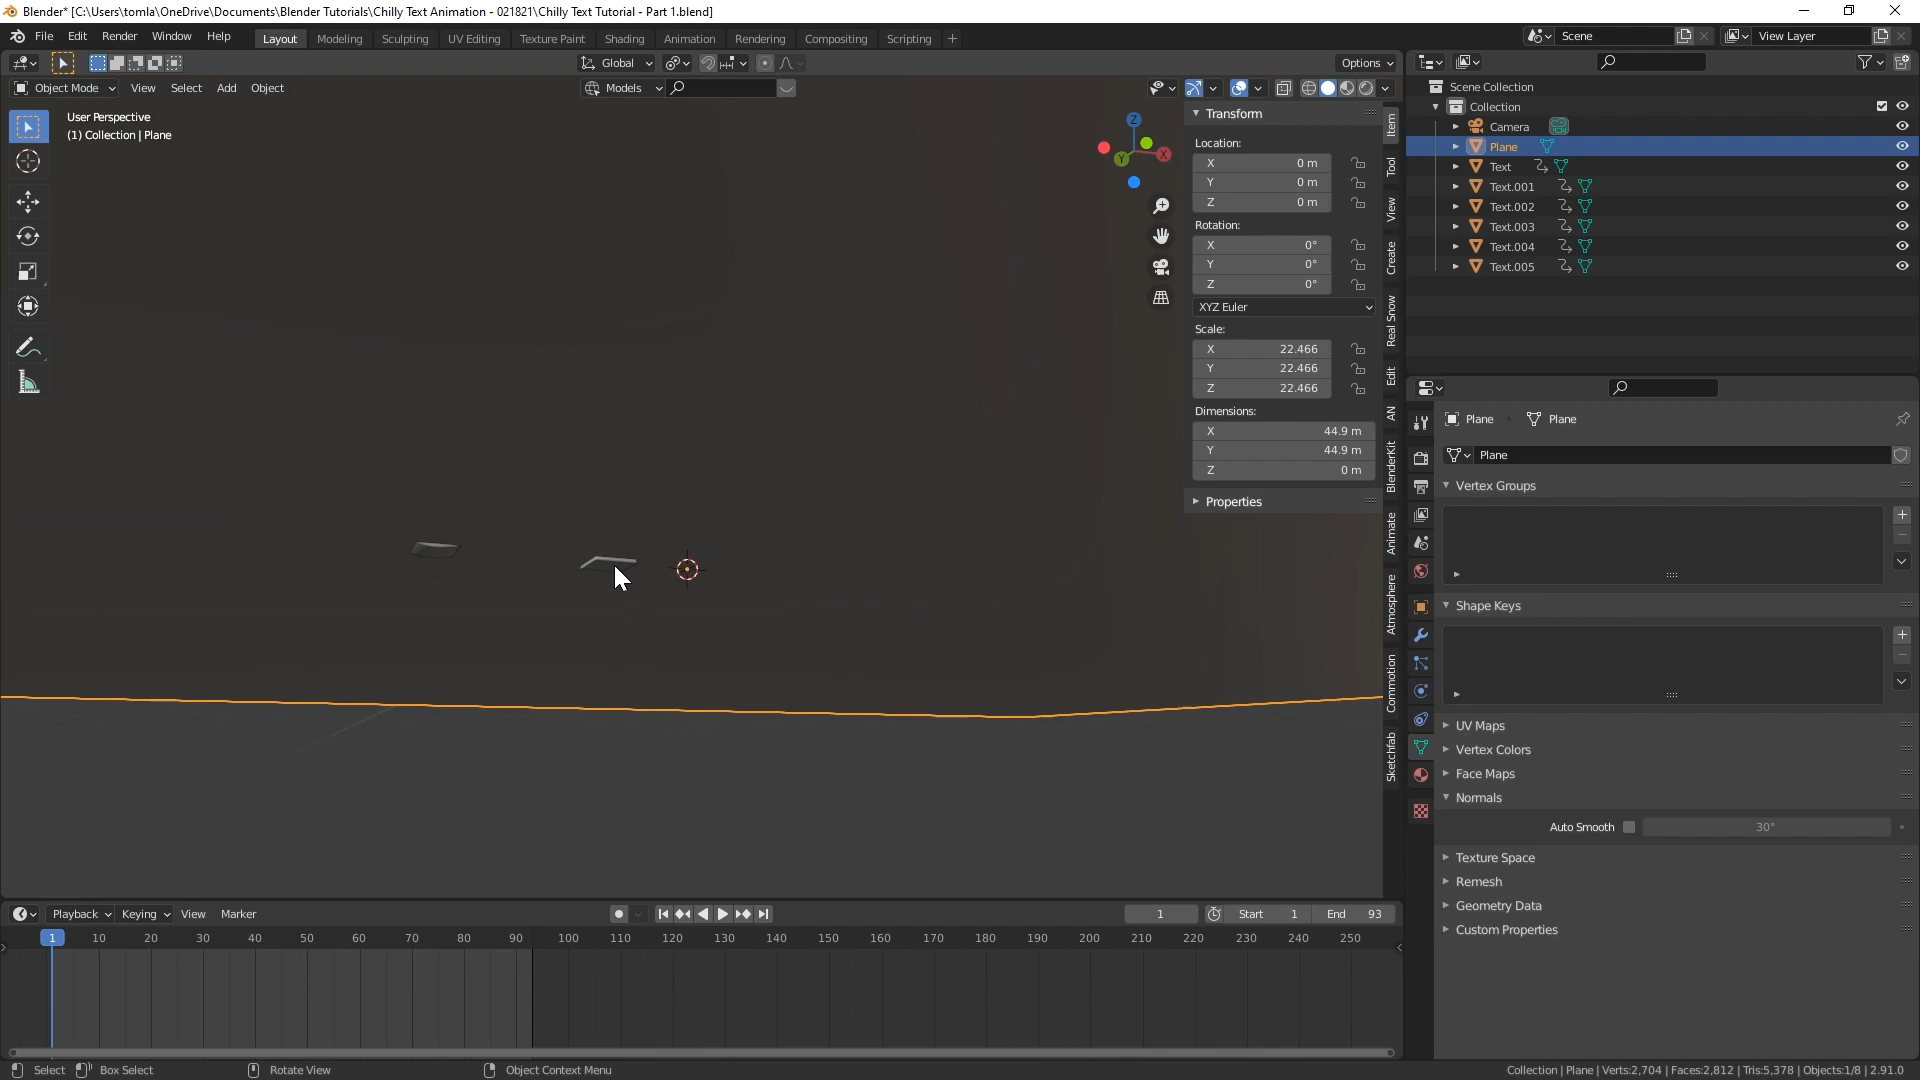 Blender* [C:\Users\tomla\OneDrive\Documents\Blender Tutorials\Chilly Text Animation - 021821\Chilly Text Tutorial - Part 1.blend]
File Edit Render Window Help Layout Modeling Sculpting UV Editing Texture Paint Shading Animation Rendering Compositing Scripting + Scene View Layer
Global Options
Object Mode View Select Add Object Models
User Perspective
(1) Collection | Plane
Z
X
Y
Transform
Location:
X 0 m
Y 0 m
Z 0 m
Rotation:
X 0°
Y 0°
Z 0°
XYZ Euler
Scale:
X 22.466
Y 22.466
Z 22.466
Dimensions:
X 44.9 m
Y 44.9 m
Z 0 m
Properties
Item
Tool
View
Create
Real Snow
Edit
AN
BlenderKit
Animate
Atmosphere
Commotion
Sketchfab
Scene Collection
Collection
Camera
Plane
Text
Text.001
Text.002
Text.003
Text.004
Text.005
Plane Plane
Plane
Vertex Groups
Shape Keys
UV Maps
Vertex Colors
Face Maps
Normals
Auto Smooth 30°
Texture Space
Remesh
Geometry Data
Custom Properties
Playback Keying View Marker 1 Start 1 End 93
1 10 20 30 40 50 60 70 80 90 100 110 120 130 140 150 160 170 180 190 200 210 220 230 240 250
Select Box Select Rotate View Object Context Menu Collection | Plane | Verts:2,704 | Faces:2,812 | Tris:5,378 | Objects:1/8 | 2.91.0